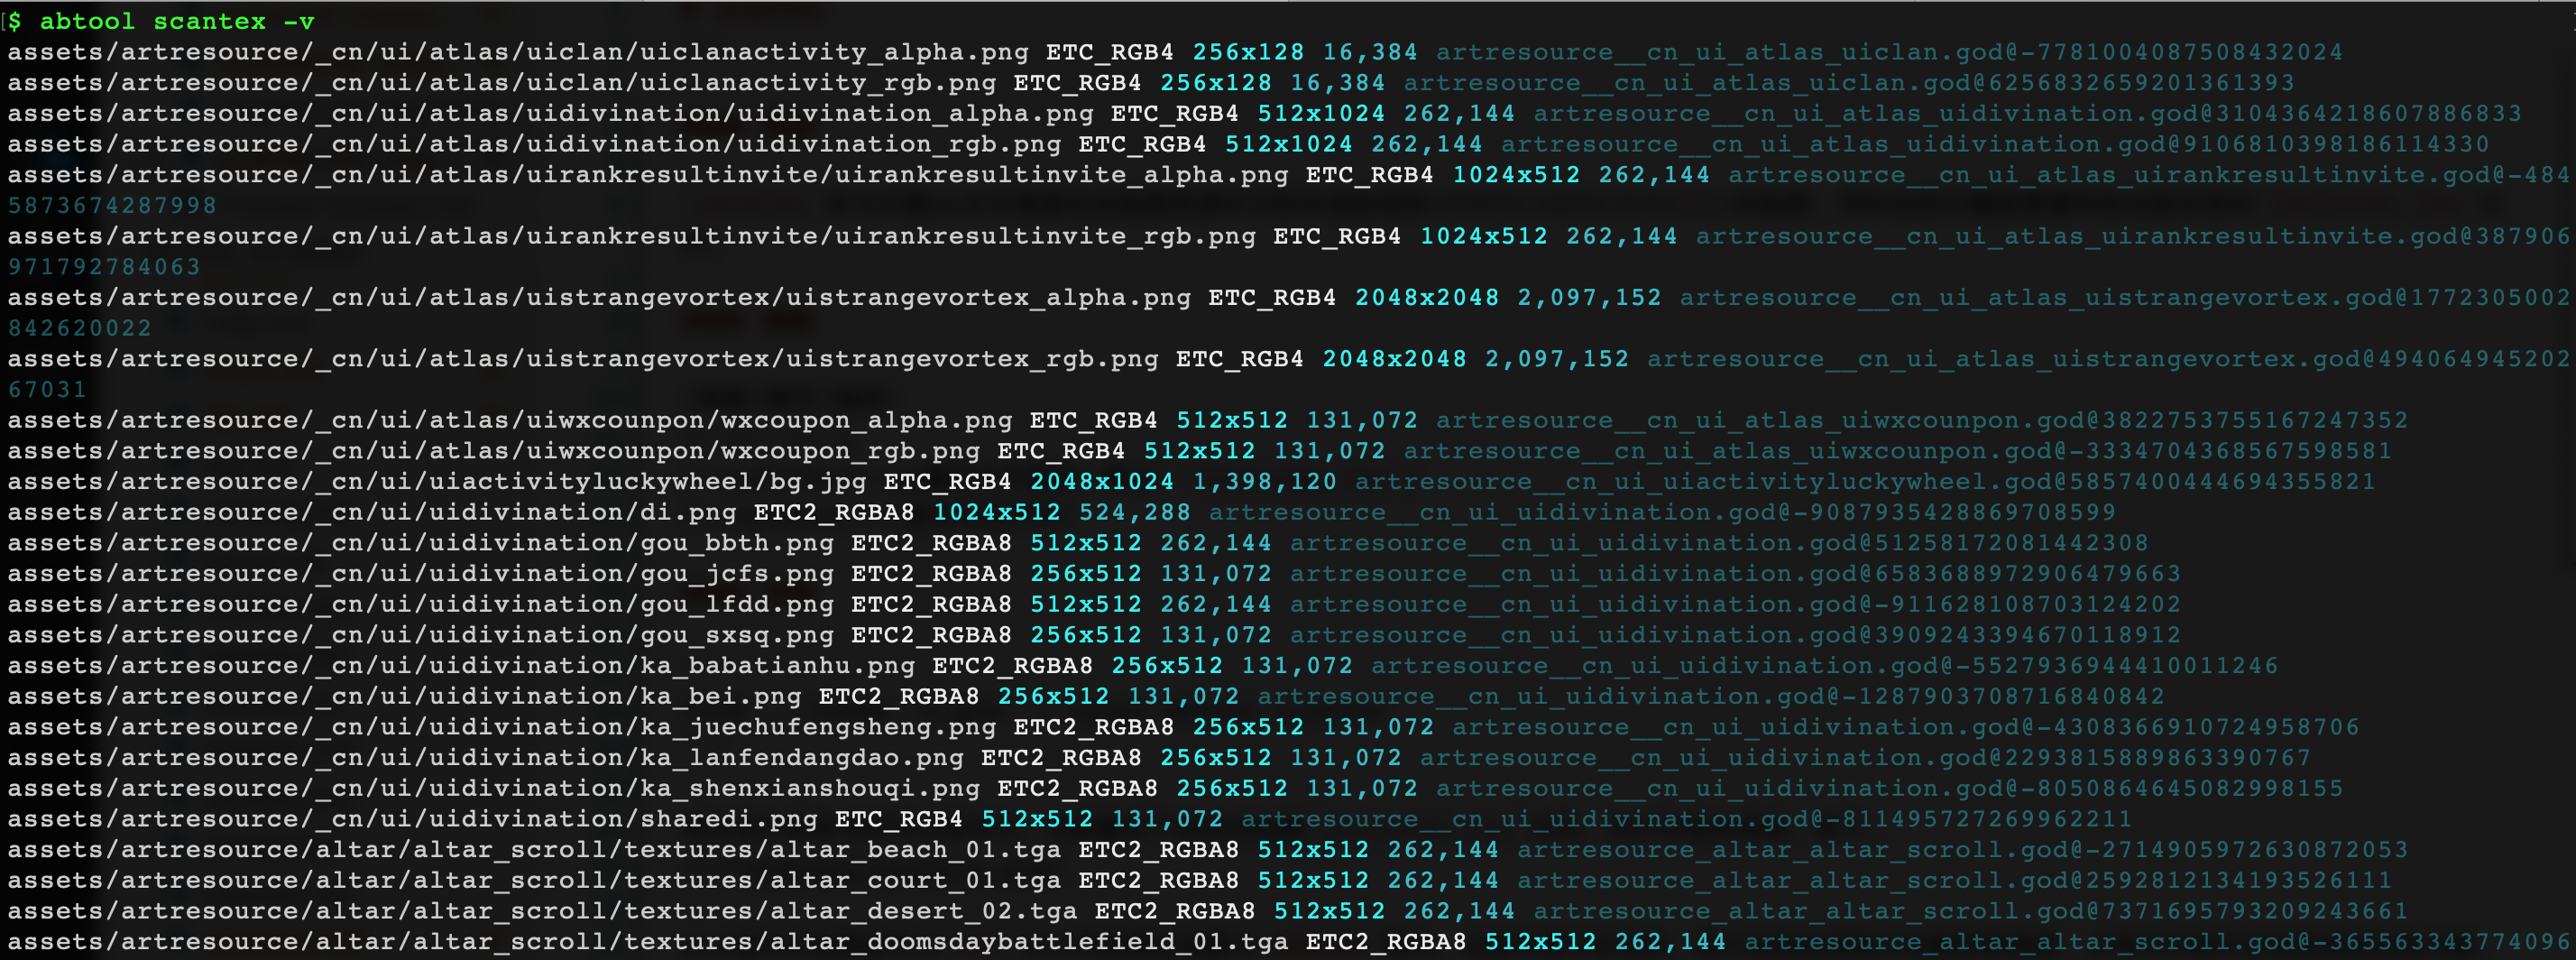 [$ abtool scantex -v
assets/artresource/_cn/ui/atlas/uiclan/uiclanactivity_alpha.png ETC_RGB4 256x128 16,384 artresource__cn_ui_atlas_uiclan.god@-7781004087508432024
assets/artresource/_cn/ui/atlas/uiclan/uiclanactivity_rgb.png ETC_RGB4 256x128 16,384 artresource__cn_ui_atlas_uiclan.god@6256832659201361393
assets/artresource/_cn/ui/atlas/uidivination/uidivination_alpha.png ETC_RGB4 512x1024 262,144 artresource__cn_ui_atlas_uidivination.god@3104364218607886833
assets/artresource/_cn/ui/atlas/uidivination/uidivination_rgb.png ETC_RGB4 512x1024 262,144 artresource__cn_ui_atlas_uidivination.god@9106810398186114330
assets/artresource/_cn/ui/atlas/uirankresultinvite/uirankresultinvite_alpha.png ETC_RGB4 1024x512 262,144 artresource__cn_ui_atlas_uirankresultinvite.god@-484
5873674287998
assets/artresource/_cn/ui/atlas/uirankresultinvite/uirankresultinvite_rgb.png ETC_RGB4 1024x512 262,144 artresource__cn_ui_atlas_uirankresultinvite.god@387906
971792784063
assets/artresource/_cn/ui/atlas/uistrangevortex/uistrangevortex_alpha.png ETC_RGB4 2048x2048 2,097,152 artresource__cn_ui_atlas_uistrangevortex.god@1772305002
842620022
assets/artresource/_cn/ui/atlas/uistrangevortex/uistrangevortex_rgb.png ETC_RGB4 2048x2048 2,097,152 artresource__cn_ui_atlas_uistrangevortex.god@494064945202
67031
assets/artresource/_cn/ui/atlas/uiwxcounpon/wxcoupon_alpha.png ETC_RGB4 512x512 131,072 artresource__cn_ui_atlas_uiwxcounpon.god@3822753755167247352
assets/artresource/_cn/ui/atlas/uiwxcounpon/wxcoupon_rgb.png ETC_RGB4 512x512 131,072 artresource__cn_ui_atlas_uiwxcounpon.god@-3334704368567598581
assets/artresource/_cn/ui/uiactivityluckywheel/bg.jpg ETC_RGB4 2048x1024 1,398,120 artresource__cn_ui_uiactivityluckywheel.god@5857400444694355821
assets/artresource/_cn/ui/uidivination/di.png ETC2_RGBA8 1024x512 524,288 artresource__cn_ui_uidivination.god@-9087935428869708599
assets/artresource/_cn/ui/uidivination/gou_bbth.png ETC2_RGBA8 512x512 262,144 artresource__cn_ui_uidivination.god@51258172081442308
assets/artresource/_cn/ui/uidivination/gou_jcfs.png ETC2_RGBA8 256x512 131,072 artresource__cn_ui_uidivination.god@6583688972906479663
assets/artresource/_cn/ui/uidivination/gou_lfdd.png ETC2_RGBA8 512x512 262,144 artresource__cn_ui_uidivination.god@-911628108703124202
assets/artresource/_cn/ui/uidivination/gou_sxsq.png ETC2_RGBA8 256x512 131,072 artresource__cn_ui_uidivination.god@3909243394670118912
assets/artresource/_cn/ui/uidivination/ka_babatianhu.png ETC2_RGBA8 256x512 131,072 artresource__cn_ui_uidivination.god@-5527936944410011246
assets/artresource/_cn/ui/uidivination/ka_bei.png ETC2_RGBA8 256x512 131,072 artresource__cn_ui_uidivination.god@-1287903708716840842
assets/artresource/_cn/ui/uidivination/ka_juechufengsheng.png ETC2_RGBA8 256x512 131,072 artresource__cn_ui_uidivination.god@-4308366910724958706
assets/artresource/_cn/ui/uidivination/ka_lanfendangdao.png ETC2_RGBA8 256x512 131,072 artresource__cn_ui_uidivination.god@2293815889863390767
assets/artresource/_cn/ui/uidivination/ka_shenxianshouqi.png ETC2_RGBA8 256x512 131,072 artresource__cn_ui_uidivination.god@-8050864645082998155
assets/artresource/_cn/ui/uidivination/sharedi.png ETC_RGB4 512x512 131,072 artresource__cn_ui_uidivination.god@-811495727269962211
assets/artresource/altar/altar_scroll/textures/altar_beach_01.tga ETC2_RGBA8 512x512 262,144 artresource_altar_altar_scroll.god@-2714905972630872053
assets/artresource/altar/altar_scroll/textures/altar_court_01.tga ETC2_RGBA8 512x512 262,144 artresource_altar_altar_scroll.god@2592812134193526111
assets/artresource/altar/altar_scroll/textures/altar_desert_02.tga ETC2_RGBA8 512x512 262,144 artresource_altar_altar_scroll.god@7371695793209243661
assets/artresource/altar/altar_scroll/textures/altar_doomsdaybattlefield_01.tga ETC2_RGBA8 512x512 262,144 artresource_altar_altar_scroll.god@-365563343774096